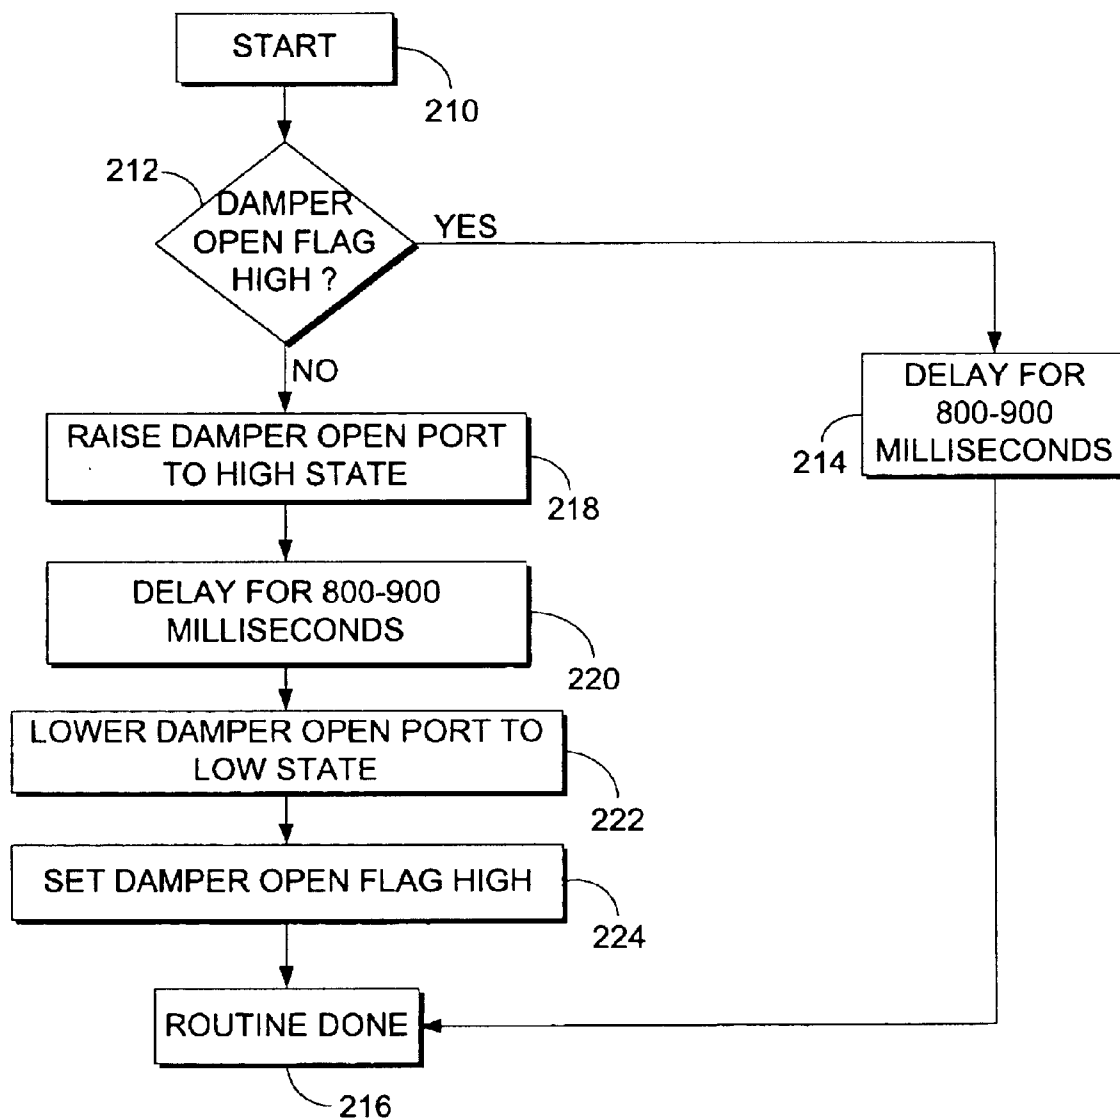 START
210
212
DAMPER
OPEN FLAG
HIGH ?
YES
NO
DELAY FOR
800-900
MILLISECONDS
214
RAISE DAMPER OPEN PORT
TO HIGH STATE
218
DELAY FOR 800-900
MILLISECONDS
220
LOWER DAMPER OPEN PORT TO
LOW STATE
222
SET DAMPER OPEN FLAG HIGH
224
ROUTINE DONE
216